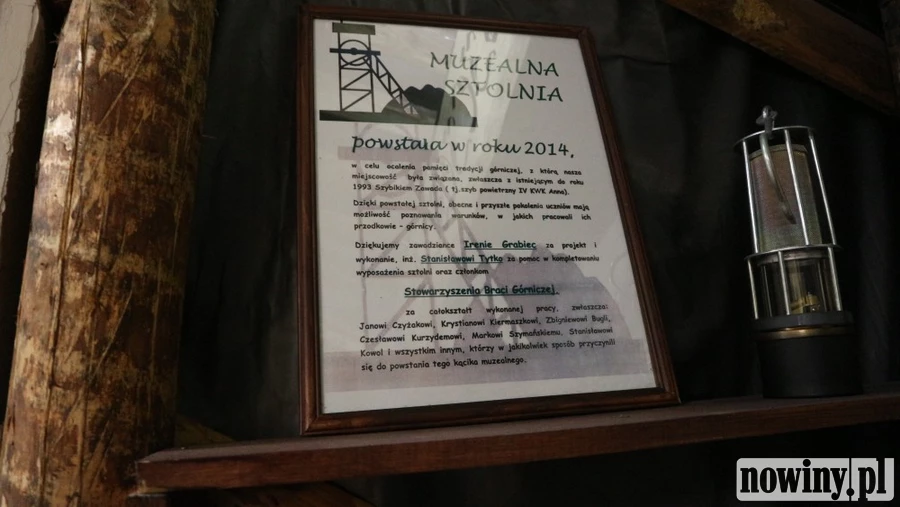 MUZEALNA
SZTOLNIA
powstała w roku 2014,
w celu ocalenia pamięci tradycji górniczej, z którą nasza
miejscowość była związana, zwłaszcza z istniejącym do roku
1993 Szybikiem Zawada ( tj.szyb powietrzny IV KWK Anna).
Dzięki powstałej sztolni, obecne i przyszłe pokolenia uczniów mają
możliwość poznawania warunków, w jakich pracowali ich
przodkowie – górnicy.
Dziękujemy zawadziance Irenie Grabiec za projekt i
wykonanie, inż. Stanisławowi Tytko za pomoc w kompletowaniu
wyposażenia sztolni oraz członkom
Stowarzyszenia Braci Górniczej,
za całokształt wykonanej pracy, zwłaszcza:
Janowi Czyżakowi, Krystianowi Kiermaszkowi, Zbigniewowi Bugli,
Czesławowi Kurzydemowi, Markowi Szymańskiemu, Stanisławowi
Kowol i wszystkim innym, którzy w jakikolwiek sposób przyczynili
się do powstania tego kącika muzealnego.
nowiny.pl